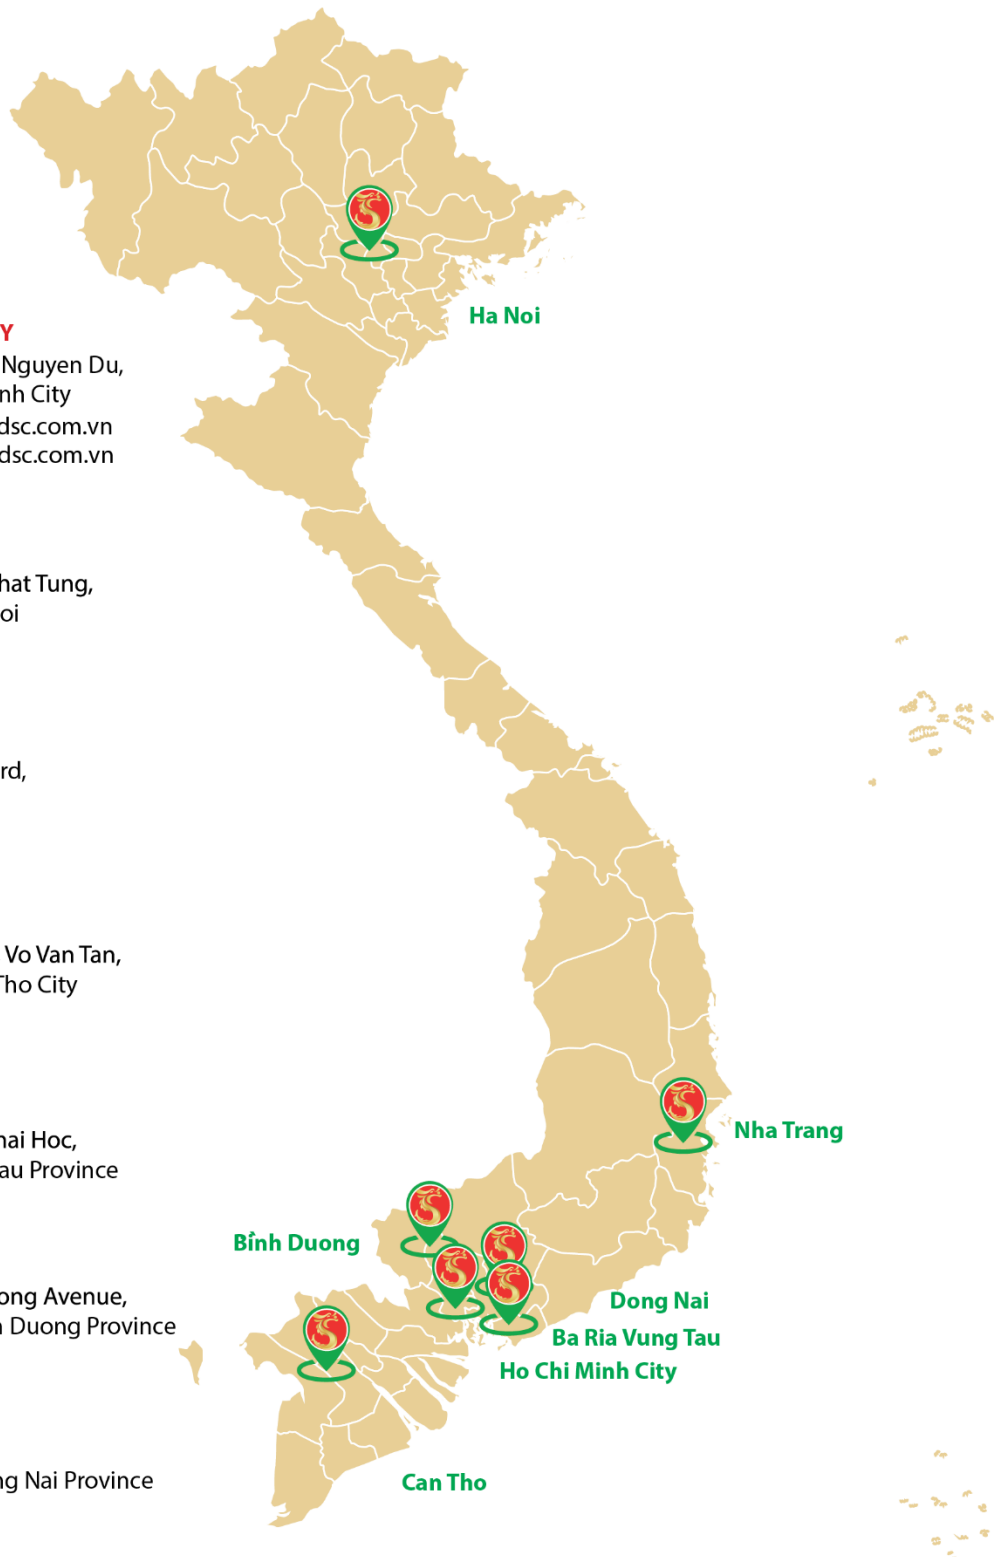 Y
Nguyen Du,
nh City
dsc.com.vn
dsc.com.vn
hat Tung,
oi
rd,
Vo Van Tan,
Tho City
hai Hoc,
au Province
ong Avenue,
n Duong Province
ng Nai Province
Ha Noi
Nha Trang
Bình Duong
Dong Nai
Ba Ria Vung Tau
Ho Chi Minh City
Can Tho